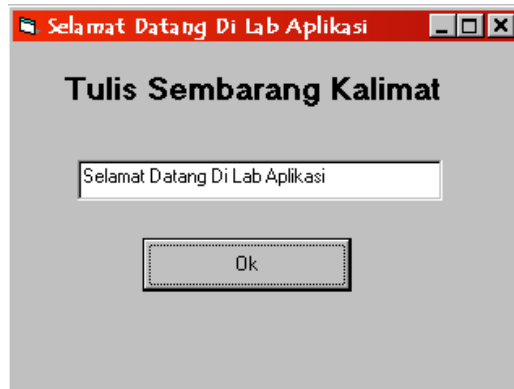 Selamat Datang Di Lab Aplikasi
Tulis Sembarang Kalimat
Selamat Datang Di Lab Aplikasi
Ok